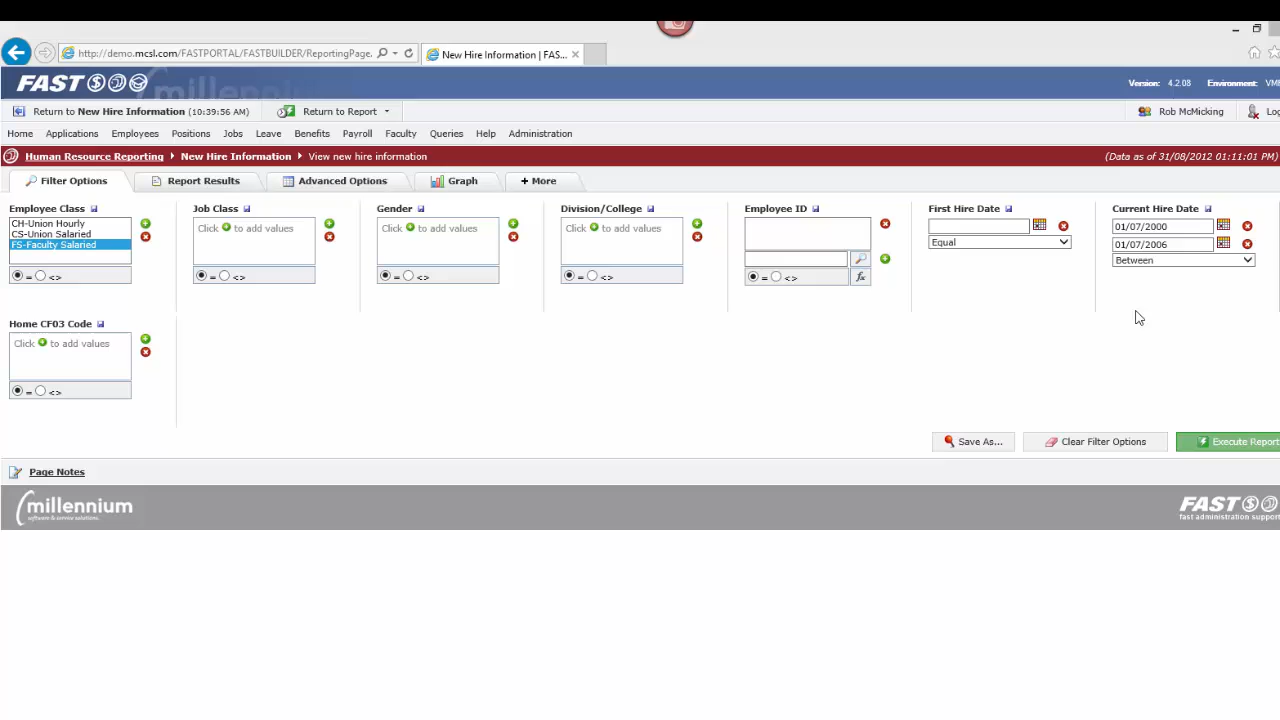 http://demo.mcsl.com/FASTPORTAL/FASTBUILDER/ReportingPage.
New Hire Information | FAS...
FAST
millennium
Version: 4.2.08 Environment:
Return to New Hire Information (10:39:56 AM)
Return to Report
Rob McMicking
Home Applications Employees Positions Jobs Leave Benefits Payroll Faculty Queries Help Administration
Human Resource Reporting New Hire Information View new hire information
(Data as of 31/08/2012 01:11:01 PM)
Filter Options Report Results Advanced Options Graph + More
Employee Class
CH-Union Hourly
CS-Union Salaried
FS-Faculty Salaried
= <>
Job Class
Click to add values
= <>
Gender
Click to add values
= <>
Division/College
Click to add values
= <>
Employee ID
= <>
fx
First Hire Date
Equal
Current Hire Date
01/07/2000
01/07/2006
Between
Home CF03 Code
Click to add values
= <>
Save As... Clear Filter Options Execute Report
Page Notes
millennium
software & service solutions.
FAST
fast administration support